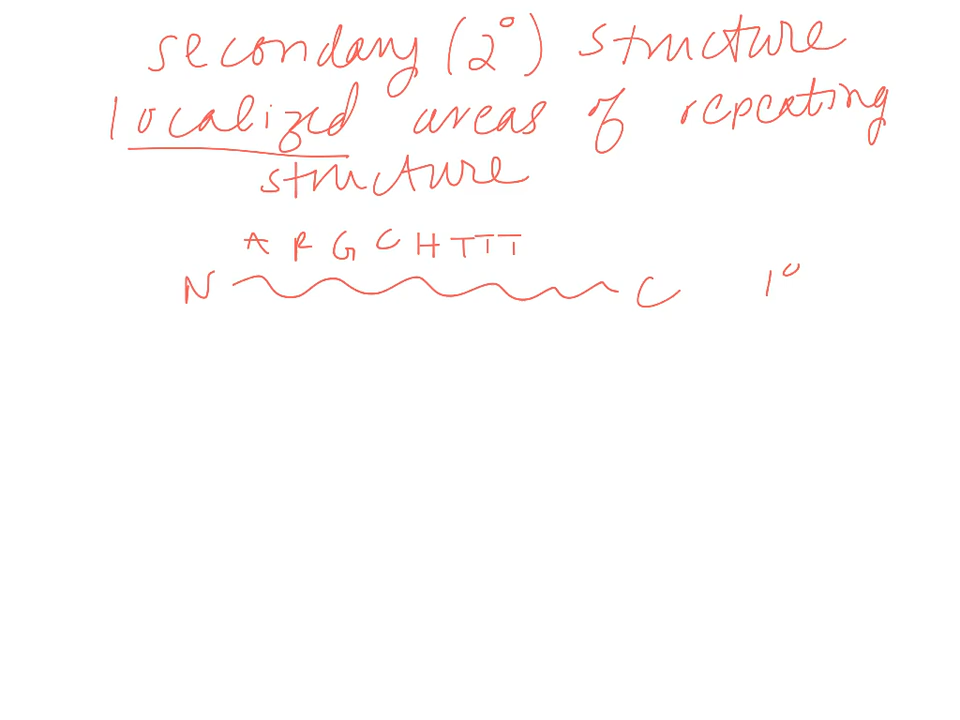 secondary (2°) structure
localized areas of repeating
structure
A R G C H T T T
N C 1°